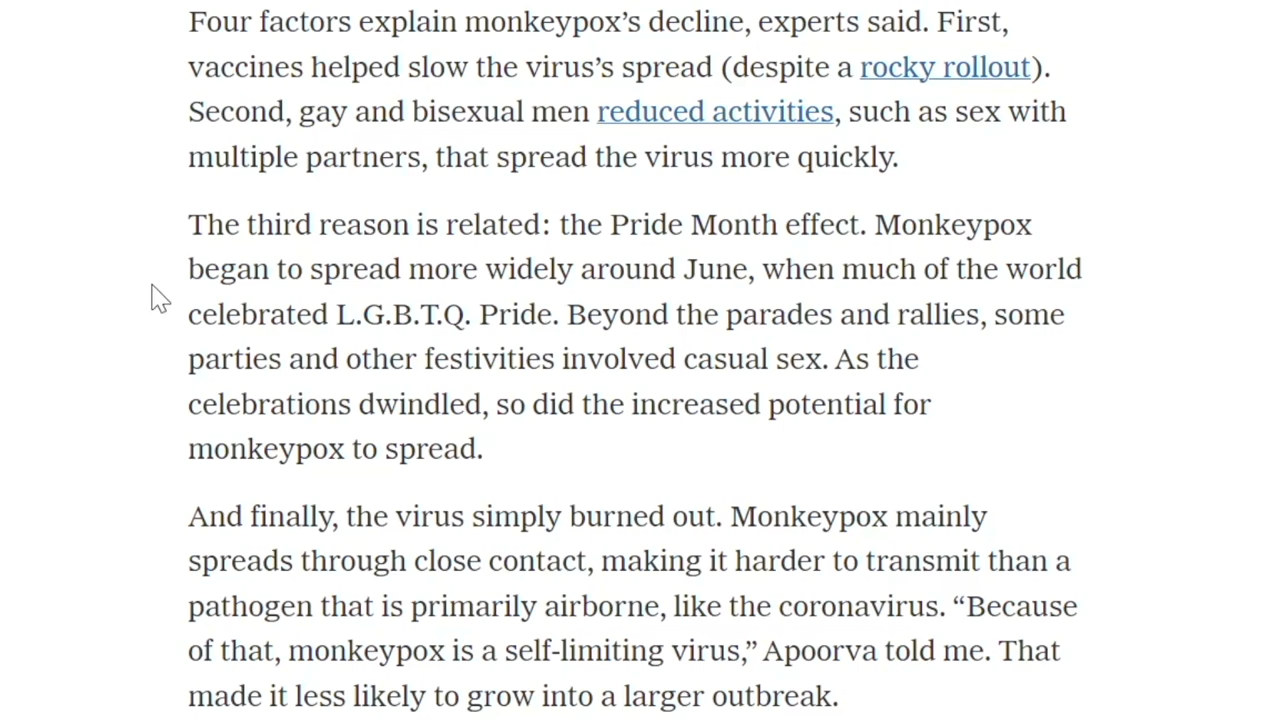 Four factors explain monkeypox’s decline, experts said. First,
vaccines helped slow the virus’s spread (despite a rocky rollout).
Second, gay and bisexual men reduced activities, such as sex with
multiple partners, that spread the virus more quickly.
The third reason is related: the Pride Month effect. Monkeypox
began to spread more widely around June, when much of the world
celebrated L.G.B.T.Q. Pride. Beyond the parades and rallies, some
parties and other festivities involved casual sex. As the
celebrations dwindled, so did the increased potential for
monkeypox to spread.
And finally, the virus simply burned out. Monkeypox mainly
spreads through close contact, making it harder to transmit than a
pathogen that is primarily airborne, like the coronavirus. “Because
of that, monkeypox is a self-limiting virus,” Apoorva told me. That
made it less likely to grow into a larger outbreak.